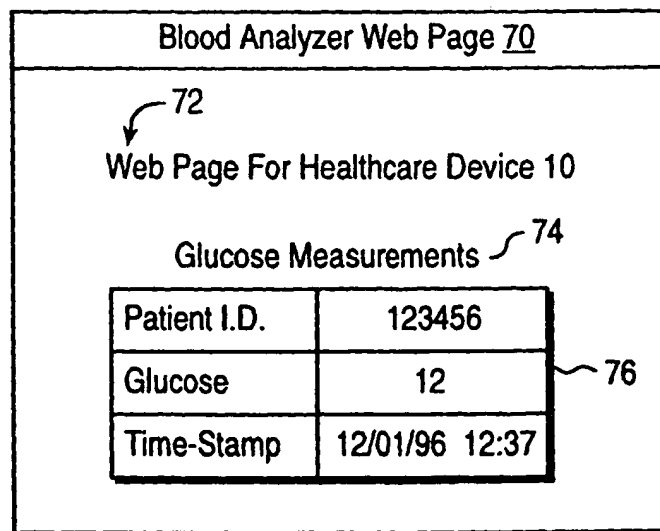 Blood Analyzer Web Page 70
72
Web Page For Healthcare Device 10
Glucose Measurements 74
Patient I.D. 123456
Glucose 12 76
Time-Stamp 12/01/96 12:37